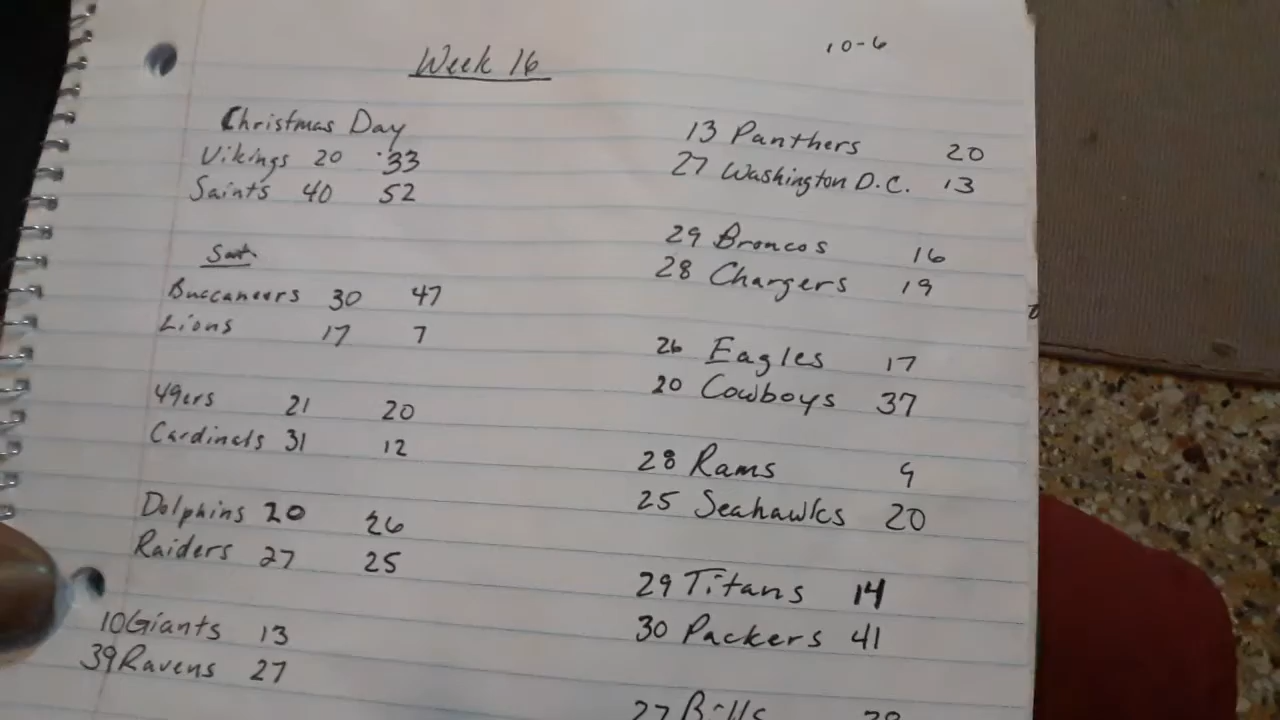 Week 16
10-6
Christmas Day
Vikings 20 33
Saints 40 52
Sat
Buccaneers 30 47
Lions 17 7
49ers 21 20
Cardinals 31 12
Dolphins 20 26
Raiders 27 25
10 Giants 13
39 Ravens 27
13 Panthers 20
27 Washington D.C. 13
29 Broncos 16
28 Chargers 19
26 Eagles 17
20 Cowboys 37
28 Rams 9
25 Seahawks 20
29 Titans 14
30 Packers 41
27 Bills